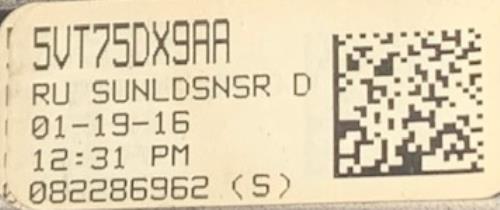 5VT75DX9AA
RU SUNLDSNSR D
01-19-16
12:31 PM
082286962 (S)